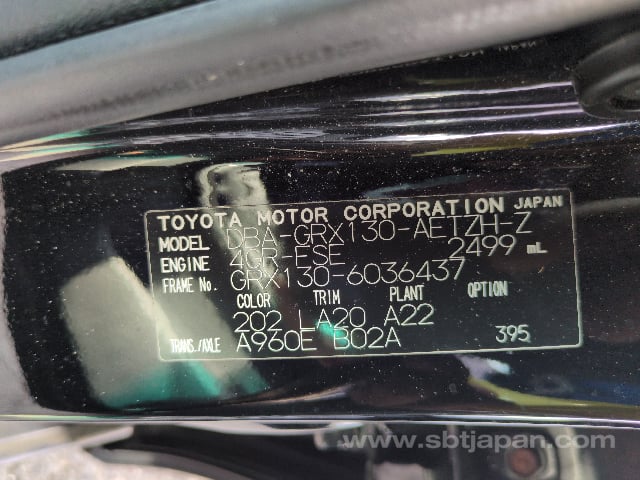 TOYOTA MOTOR CORPORATION JAPAN
MODEL DBA-GRX130-AETZH-Z
ENGINE 4GR-ESE 2499 mL
FRAME No. GRX130-6036437
COLOR TRIM PLANT OPTION
202 LA20 A22
TRANS./AXLE A960E B02A 395
www.sbtjapan.com